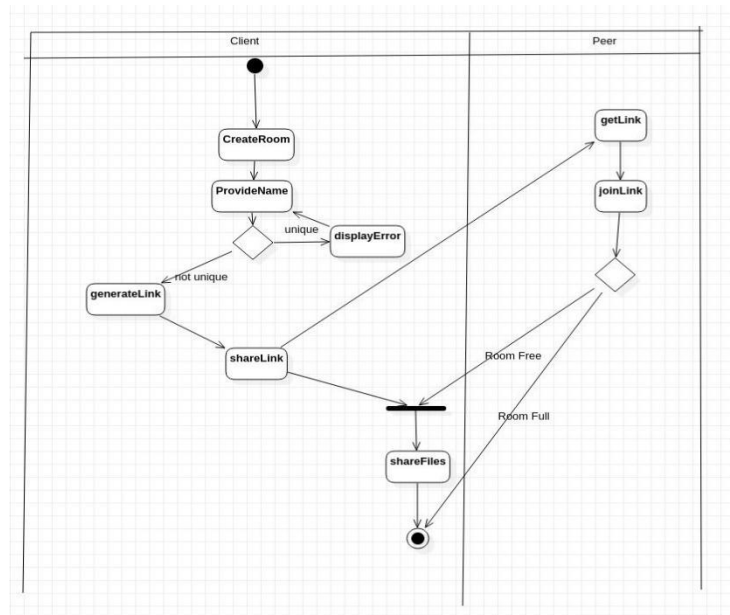 Client
Peer
CreateRoom
ProvideName
unique
displayError
not unique
generateLink
shareLink
getLink
joinLink
Room Free
Room Full
shareFiles